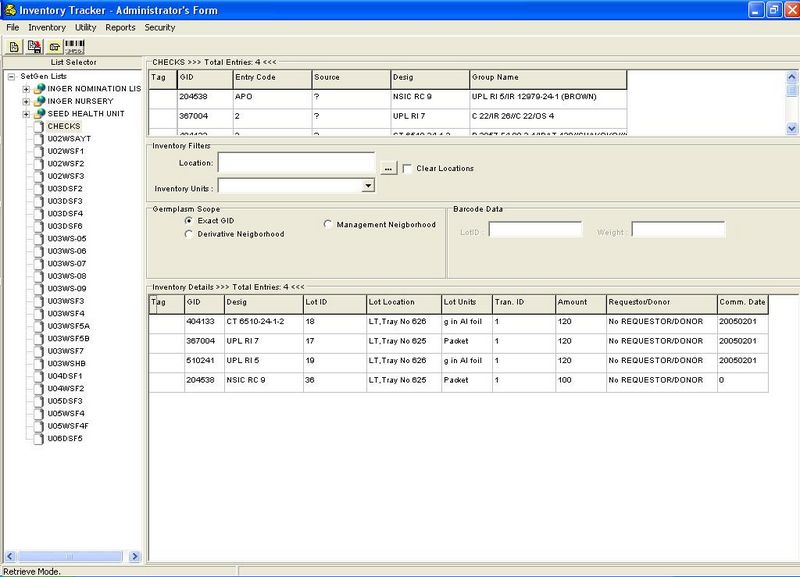 Inventory Tracker - Administrator's Form
File Inventory Utility Reports Security
List Selector
SetGen Lists
INGER NOMINATION LIS
INGER NURSERY
SEED HEALTH UNIT
CHECKS
U02WSAYT
U02WSF1
U02WSF2
U02WSF3
U03DSF2
U03DSF3
U03DSF4
U03DSF6
U03WS-05
U03WS-06
U03WS-07
U03WS-08
U03WS-09
U03WSF3
U03WSF4
U03WSF5A
U03WSF5B
U03WSF7
U03WSHB
U04DSF1
U04WSF2
U05DSF3
U05WSF4
U05WSF4F
U06DSF5
CHECKS >>> Total Entries: 4 <<<
Tag GID Entry Code Source Desig Group Name
204538 APO ? NSIC RC 9 UPL RI 5/IR 12979-24-1 (BROWN)
367004 2 ? UPL RI 7 C 22/IR 26//C 22/OS 4
Inventory Filters
Location:
... Clear Locations
Inventory Units :
Germplasm Scope
Exact GID
Management Neigborhood
Derivative Neigborhood
Barcode Data
LotID : Weight :
Inventory Details >>> Total Entries: 4 <<<
Tag GID Desig Lot ID Lot Location Lot Units Tran. ID Amount Requestor/Donor Comm. Date
404133 CT 6510-24-1-2 18 LT,Tray No 626 g in Al foil 1 120 No REQUESTOR/DONOR 20050201
367004 UPL RI 7 17 LT,Tray No 625 Packet 1 120 No REQUESTOR/DONOR 20050201
510241 UPL RI 5 19 LT,Tray No 626 g in Al foil 1 120 No REQUESTOR/DONOR 20050201
204538 NSIC RC 9 36 LT,Tray No 625 Packet 1 100 No REQUESTOR/DONOR 0
Retrieve Mode.